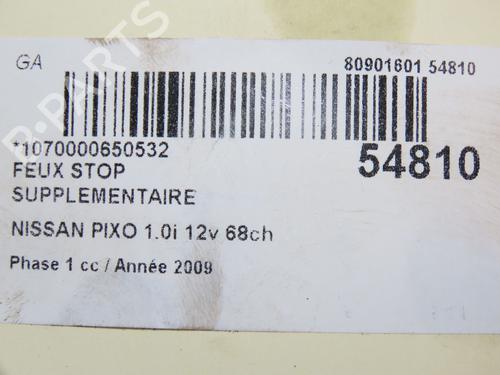 GA
80901601 54810
*1070000650532
54810
FEUX STOP
SUPPLEMENTAIRE
NISSAN PIXO 1.0i 12v 68ch
Phase 1 cc / Année 2009
B-PARTS